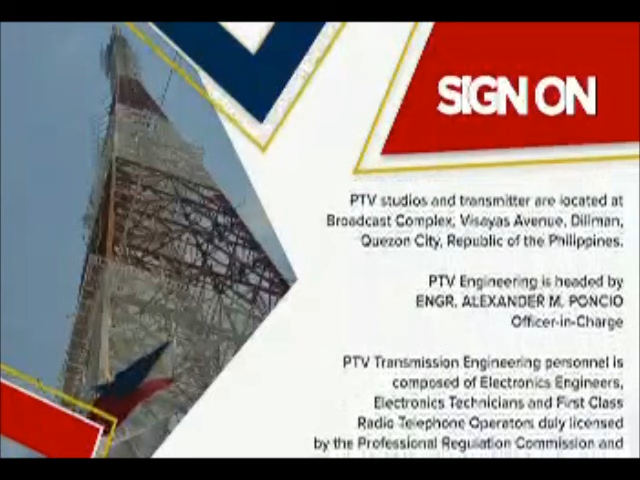 SIGN ON
PTV studios and transmitter are located at
Broadcast Complex, Visayas Avenue, Diliman,
Quezon City, Republic of the Philippines.
PTV Engineering is headed by
ENGR. ALEXANDER M. PONCIO
Officer-in-Charge
PTV Transmission Engineering personnel is
composed of Electronics Engineers,
Electronics Technicians and First Class
Radio Telephone Operators duly licensed
by the Professional Regulation Commission and